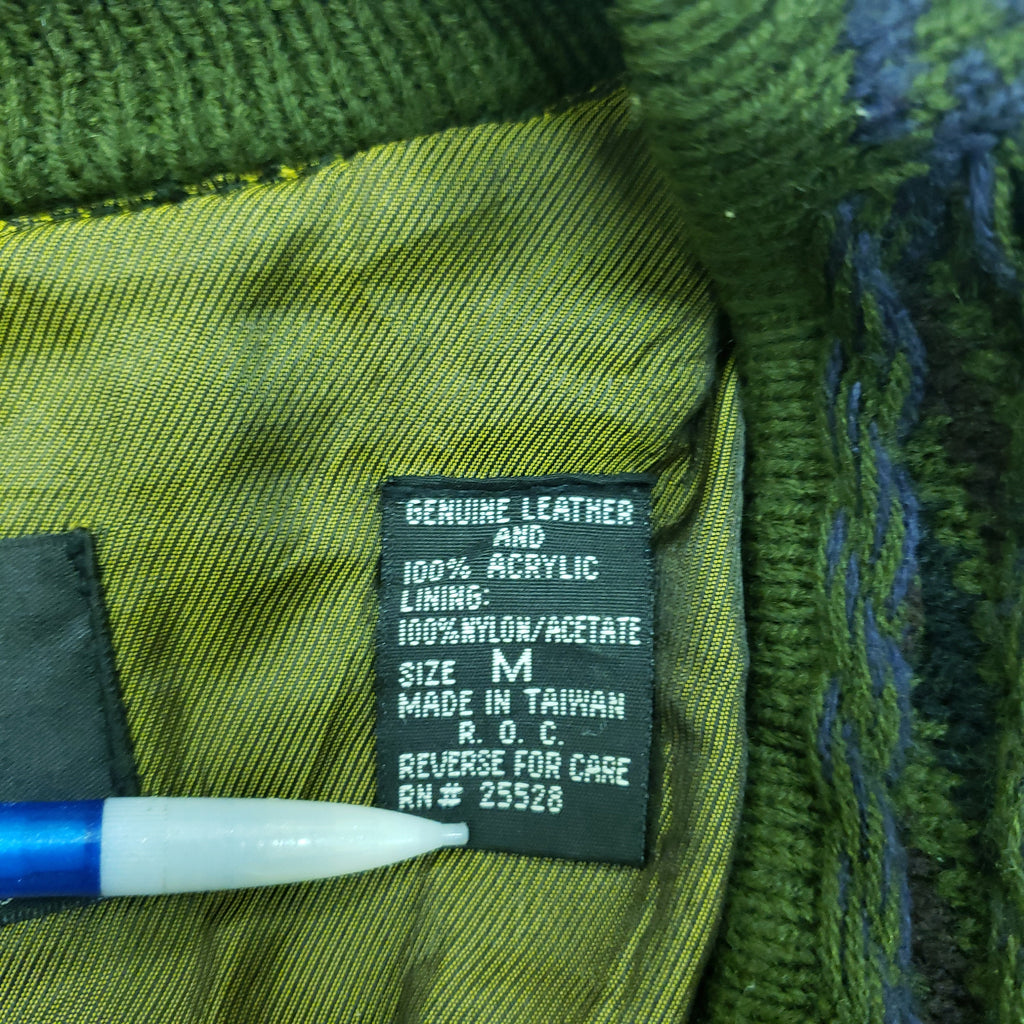 GENUINE LEATHER
AND
100% ACRYLIC
LINING:
100%NYLON/ACETATE
SIZE M
MADE IN TAIWAN
R. O. C.
REVERSE FOR CARE
RN# 25528